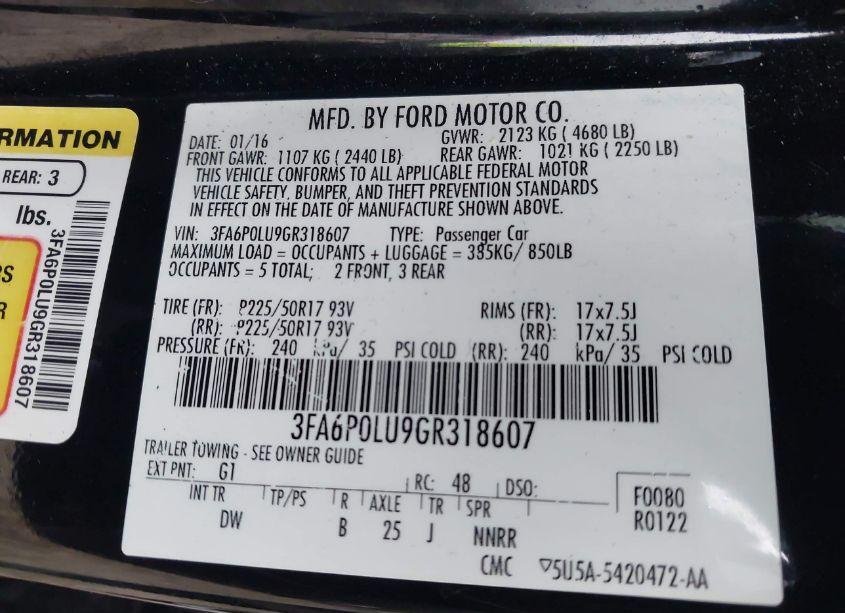 RMATION
REAR: 3
lbs.
RS
R
3FA6P0LU9GR318607
MFD. BY FORD MOTOR CO.
DATE: 01/16 GVWR: 2123 KG ( 4680 LB)
FRONT GAWR: 1107 KG ( 2440 LB) REAR GAWR: 1021 KG ( 2250 LB)
THIS VEHICLE CONFORMS TO ALL APPLICABLE FEDERAL MOTOR
VEHICLE SAFETY, BUMPER, AND THEFT PREVENTION STANDARDS
IN EFFECT ON THE DATE OF MANUFACTURE SHOWN ABOVE.
VIN: 3FA6P0LU9GR318607 TYPE: Passenger Car
MAXIMUM LOAD = OCCUPANTS + LUGGAGE = 385KG/ 850LB
OCCUPANTS = 5 TOTAL; 2 FRONT, 3 REAR
TIRE (FR): P225/50R17 93V RIMS (FR): 17x7.5J
(RR): P225/50R17 93V (RR): 17x7.5J
PRESSURE (FR): 240 kPa/ 35 PSI COLD (RR): 240 kPa/ 35 PSI COLD
3FA6P0LU9GR318607
TRAILER TOWING - SEE OWNER GUIDE
EXT PNT: G1 RC: 48 DSO: F0080
INT TR TP/PS R AXLE TR SPR R0122
DW B 25 J NNRR
CMC ▽5U5A-5420472-AA